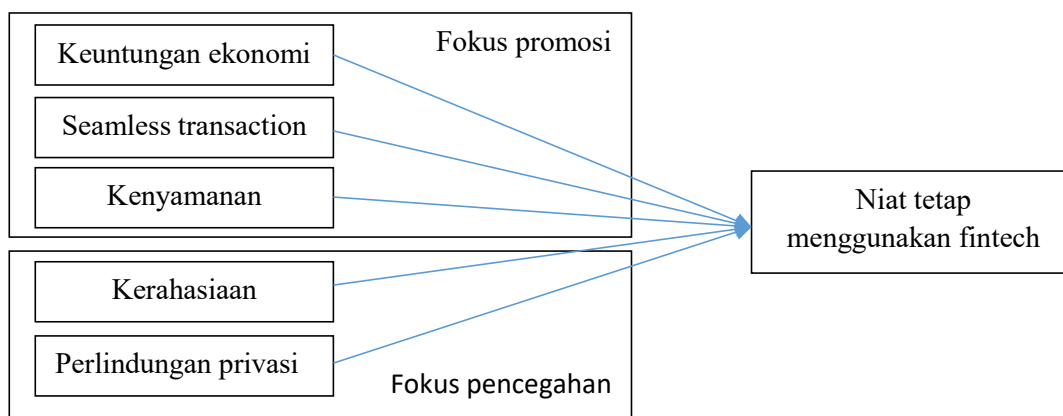 Fokus promosi
Keuntungan ekonomi
Seamless transaction
Kenyamanan
Niat tetap
menggunakan fintech
Kerahasiaan
Perlindungan privasi
Fokus pencegahan